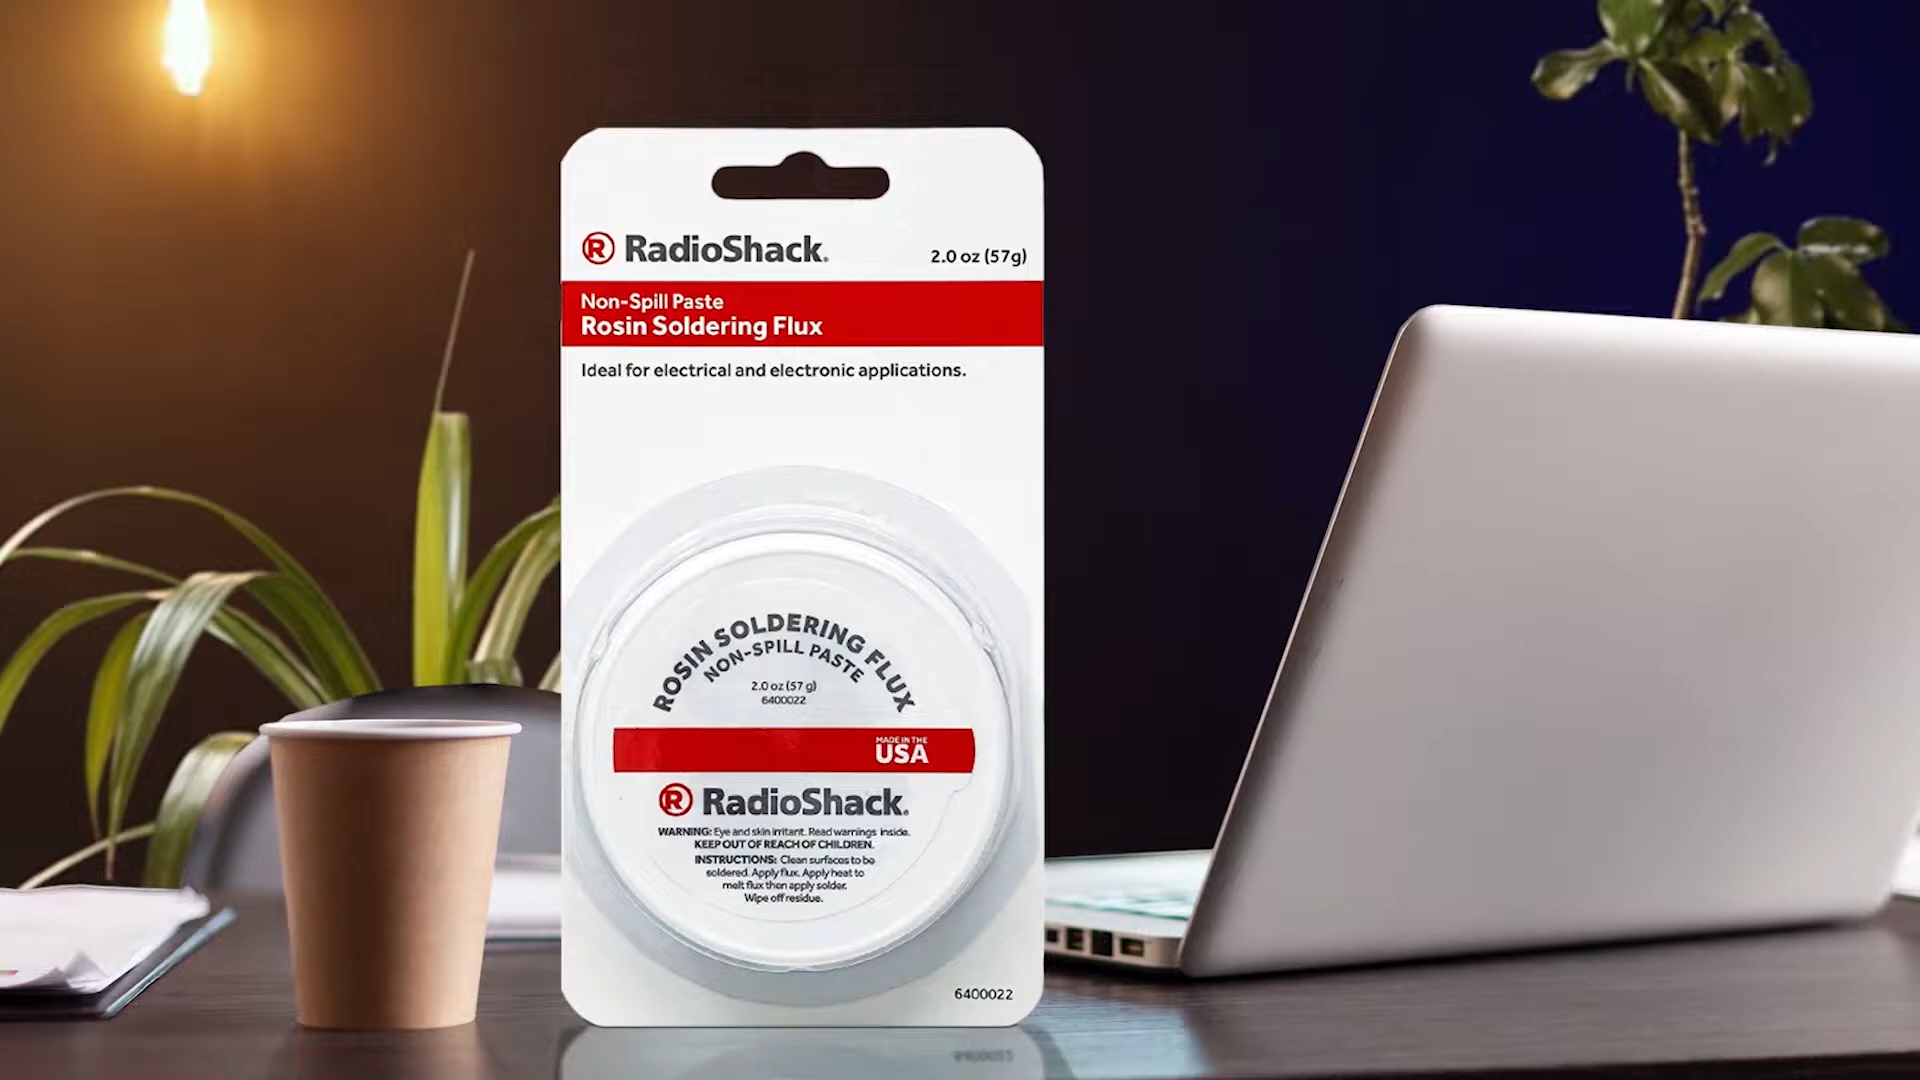 RadioShack.
2.0 oz (57g)
Non-Spill Paste
Rosin Soldering Flux
Ideal for electrical and electronic applications.
ROSIN SOLDERING FLUX
NON-SPILL PASTE
2.0 oz (57 g)
6400022
MADE IN THE
USA
RadioShack.
WARNING: Eye and skin irritant. Read warnings inside.
KEEP OUT OF REACH OF CHILDREN.
INSTRUCTIONS: Clean surfaces to be
soldered. Apply flux. Apply heat to
melt flux then apply solder.
Wipe off residue.
6400022